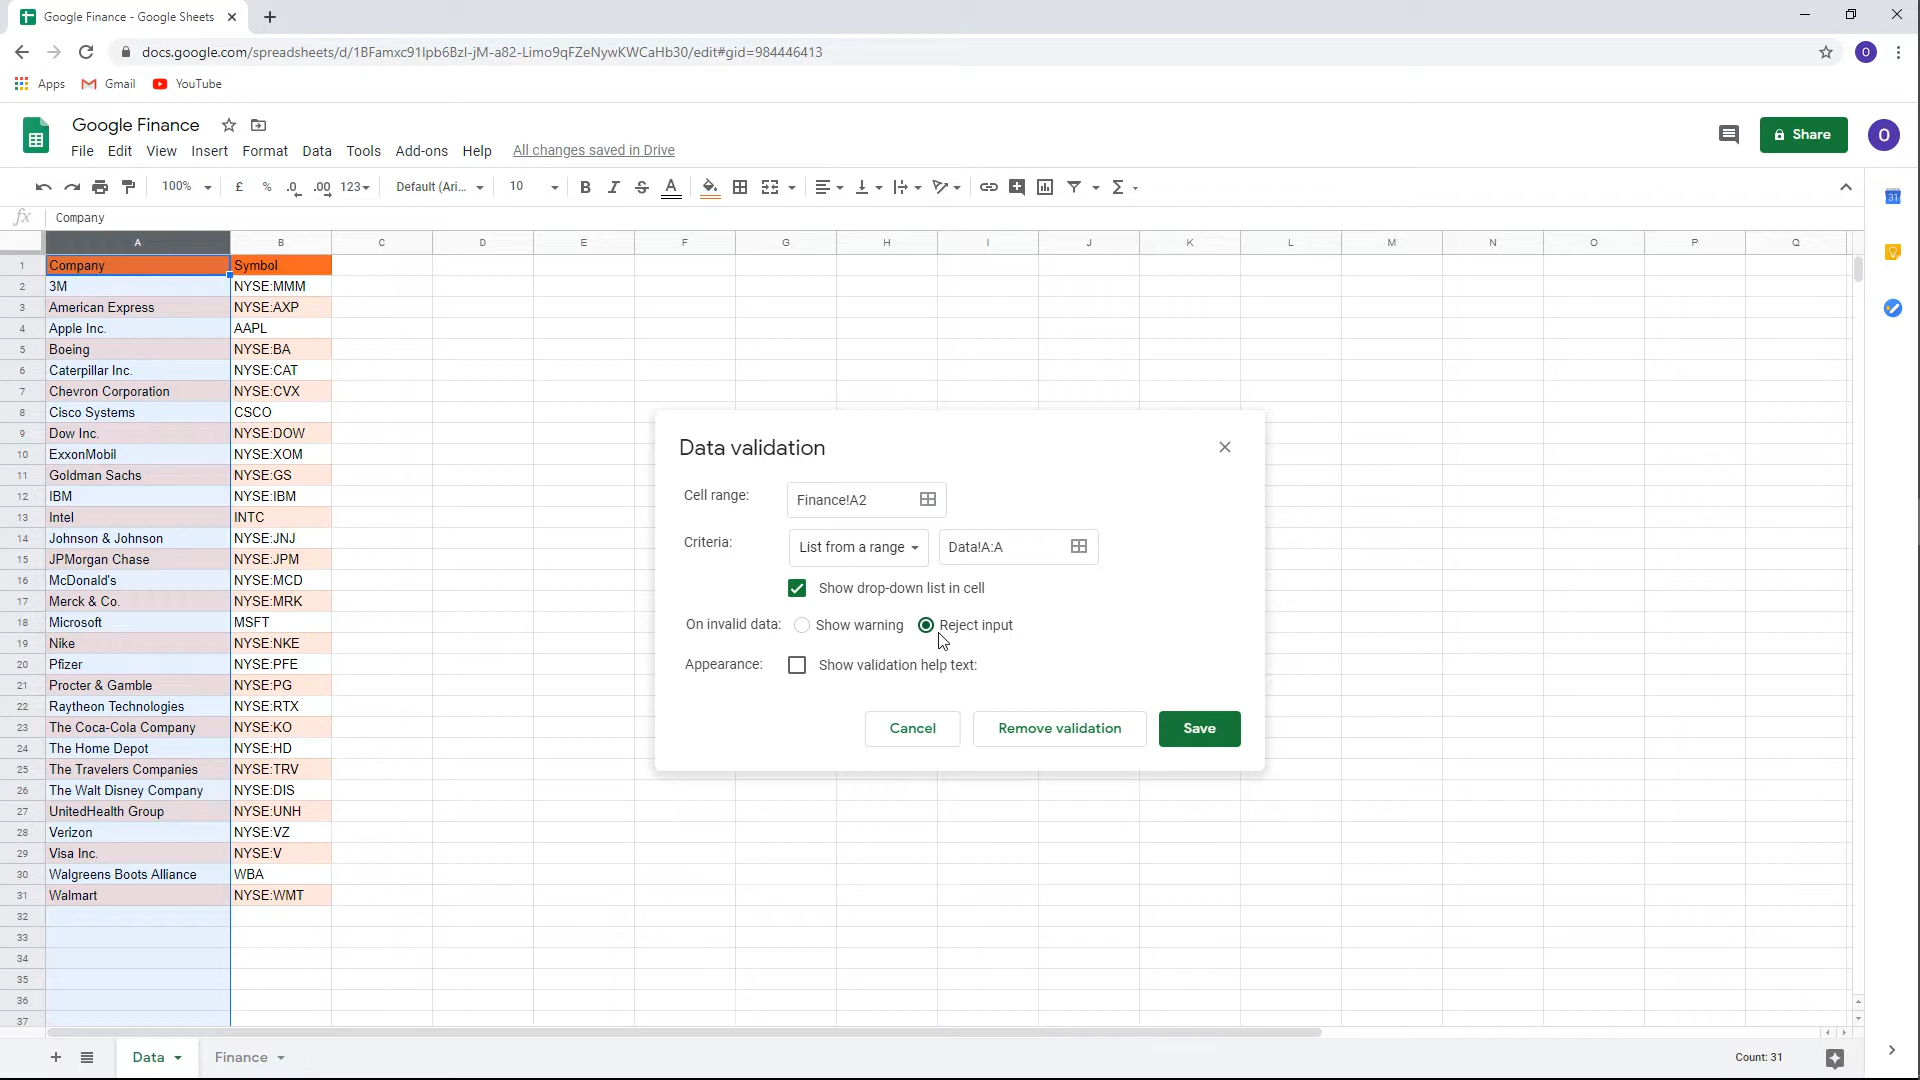 Google Finance - Google Sheets
docs.google.com/spreadsheets/d/1BFamxc91lpb6BzI-jM-a82-Limo9qFZeNywKWCaHb30/edit#gid=984446413
O
Apps Gmail YouTube
Google Finance
File Edit View Insert Format Data Tools Add-ons Help All changes saved in Drive
Share
O
100% £ % .0 .00 123 Default (Ari... 10 B I S A Σ
fx Company
A B C D E F G H I J K L M N O P Q
31
1 Company Symbol
2 3M NYSE:MMM
3 American Express NYSE:AXP
4 Apple Inc. AAPL
5 Boeing NYSE:BA
6 Caterpillar Inc. NYSE:CAT
7 Chevron Corporation NYSE:CVX
8 Cisco Systems CSCO
9 Dow Inc. NYSE:DOW
10 ExxonMobil NYSE:XOM
11 Goldman Sachs NYSE:GS
12 IBM NYSE:IBM
13 Intel INTC
14 Johnson & Johnson NYSE:JNJ
15 JPMorgan Chase NYSE:JPM
16 McDonald's NYSE:MCD
17 Merck & Co. NYSE:MRK
18 Microsoft MSFT
19 Nike NYSE:NKE
20 Pfizer NYSE:PFE
21 Procter & Gamble NYSE:PG
22 Raytheon Technologies NYSE:RTX
23 The Coca-Cola Company NYSE:KO
24 The Home Depot NYSE:HD
25 The Travelers Companies NYSE:TRV
26 The Walt Disney Company NYSE:DIS
27 UnitedHealth Group NYSE:UNH
28 Verizon NYSE:VZ
29 Visa Inc. NYSE:V
30 Walgreens Boots Alliance WBA
31 Walmart NYSE:WMT
32
33
34
35
36
37
Data validation
Cell range: Finance!A2
Criteria: List from a range Data!A:A
Show drop-down list in cell
On invalid data: Show warning Reject input
Appearance: Show validation help text:
Cancel Remove validation Save
Data Finance Count: 31